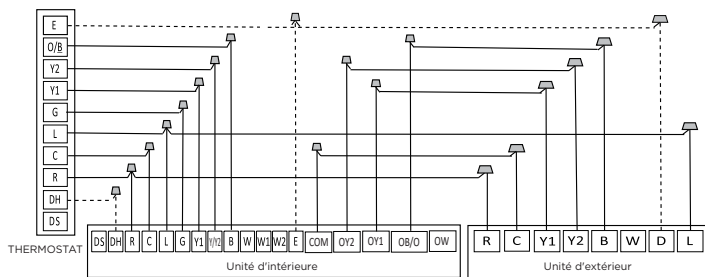 E
O/B
Y2
Y1
G
L
C
R
DH
DS
THERMOSTAT
DS DH R C L G Y1 Y/Y2 B W W1 W2 E COM OY2 OY1 OB/O OW
Unité d'intérieure
R C Y1 Y2 B W D L
Unité d'extérieur